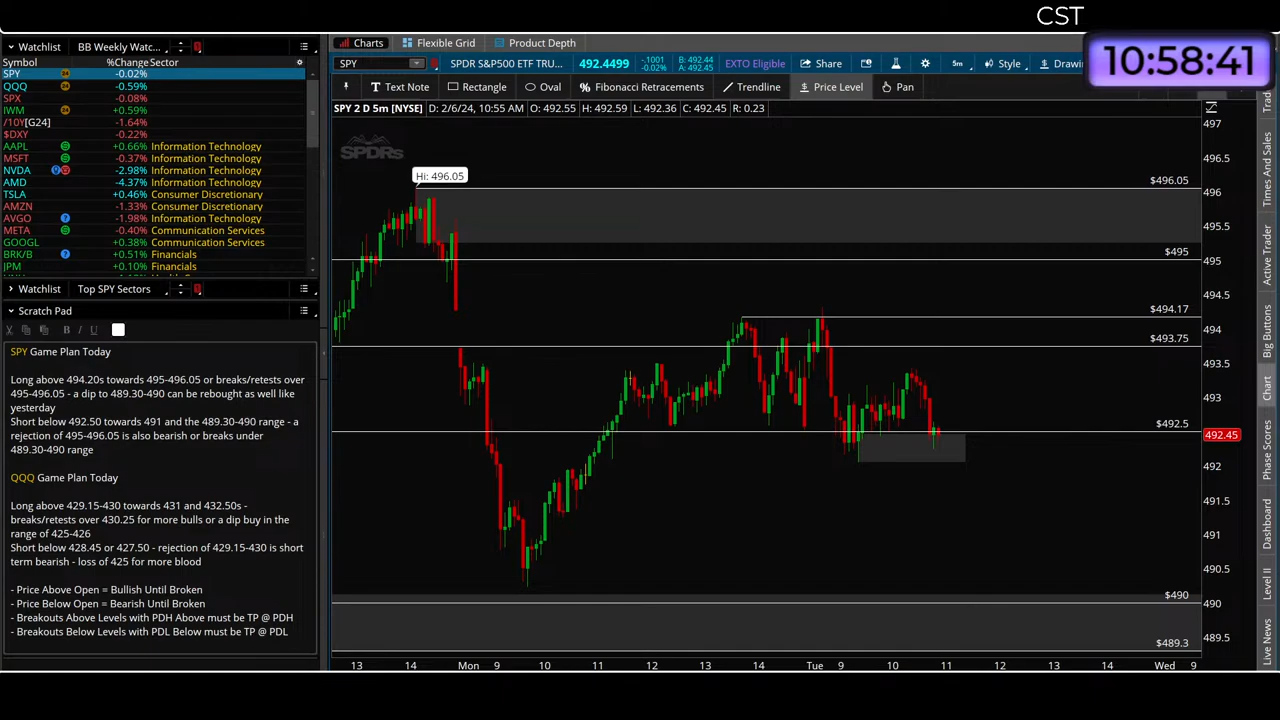 CST
10:58:41
Watchlist BB Weekly Watc...
Charts Flexible Grid Product Depth
Symbol %Change Sector
SPY -0.02%
QQQ -0.59%
SPX -0.08%
IWM +0.59%
/10Y[G24] -1.64%
$DXY -0.22%
AAPL +0.66% Information Technology
MSFT -0.37% Information Technology
NVDA -2.98% Information Technology
AMD -4.37% Information Technology
TSLA +0.46% Consumer Discretionary
AMZN -1.33% Consumer Discretionary
AVGO -1.98% Information Technology
META -0.40% Communication Services
GOOGL +0.38% Communication Services
BRK/B +0.51% Financials
JPM +0.10% Financials
Watchlist Top SPY Sectors
Scratch Pad
B I U
SPY Game Plan Today
Long above 494.20s towards 495-496.05 or breaks/retests over
495-496.05 - a dip to 489.30-490 can be rebought as well like
yesterday
Short below 492.50 towards 491 and the 489.30-490 range - a
rejection of 495-496.05 is also bearish or breaks under
489.30-490 range
QQQ Game Plan Today
Long above 429.15-430 towards 431 and 432.50s -
breaks/retests over 430.25 for more bulls or a dip buy in the
range of 425-426
Short below 428.45 or 427.50 - rejection of 429.15-430 is short
term bearish - loss of 425 for more blood
- Price Above Open = Bullish Until Broken
- Price Below Open = Bearish Until Broken
- Breakouts Above Levels with PDH Above must be TP @ PDH
- Breakouts Below Levels with PDL Below must be TP @ PDL
SPY SPDR S&P500 ETF TRU... 492.4499 -.1001 -0.02% B: 492.44 A: 492.45 EXTO Eligible Share 5m Style Drawin
Text Note Rectangle Oval Fibonacci Retracements Trendline Price Level Pan
SPY 2 D 5m [NYSE] D: 2/6/24, 10:55 AM O: 492.55 H: 492.59 L: 492.36 C: 492.45 R: 0.23
SPDRs
Hi: 496.05
$496.05
$495
$494.17
$493.75
$492.5
$490
$489.3
497
496.5
496
495.5
495
494.5
494
493.5
493
492.45
492
491.5
491
490.5
490
489.5
13 14 Mon 9 10 11 12 13 14 Tue 9 10 11 12 13 14 Wed 9
Times And Sales
Active Trader
Big Buttons
Chart
Phase Scores
Dashboard
Level II
Live News